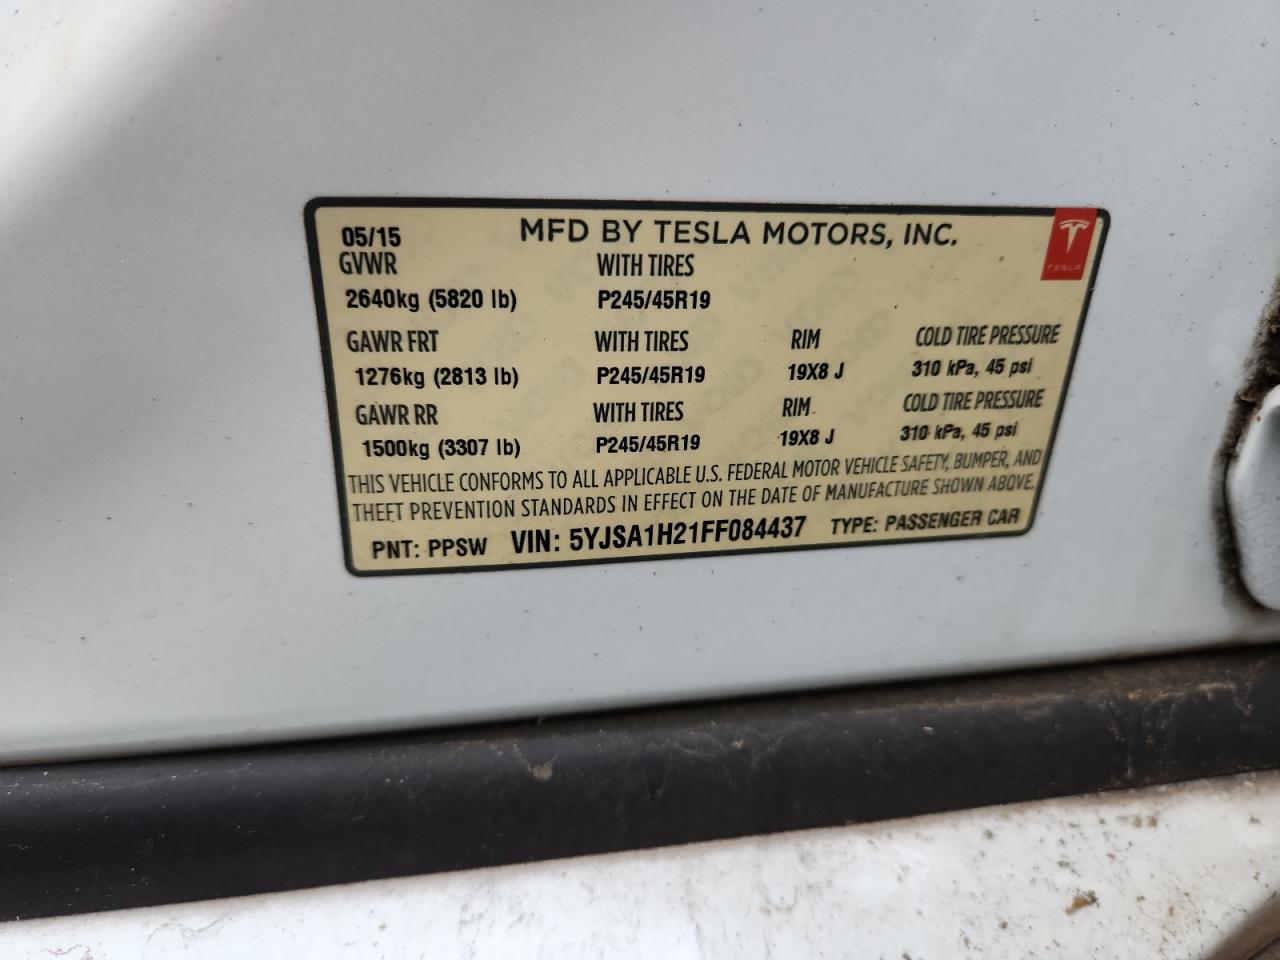 05/15 MFD BY TESLA MOTORS, INC.
TESLA
GVWR WITH TIRES
2640kg (5820 lb) P245/45R19
GAWR FRT WITH TIRES RIM COLD TIRE PRESSURE
1276kg (2813 lb) P245/45R19 19X8 J 310 kPa, 45 psi
GAWR RR WITH TIRES RIM COLD TIRE PRESSURE
1500kg (3307 lb) P245/45R19 19X8 J 310 kPa, 45 psi
THIS VEHICLE CONFORMS TO ALL APPLICABLE U.S. FEDERAL MOTOR VEHICLE SAFETY, BUMPER, AND
THEFT PREVENTION STANDARDS IN EFFECT ON THE DATE OF MANUFACTURE SHOWN ABOVE.
PNT: PPSW VIN: 5YJSA1H21FF084437 TYPE: PASSENGER CAR